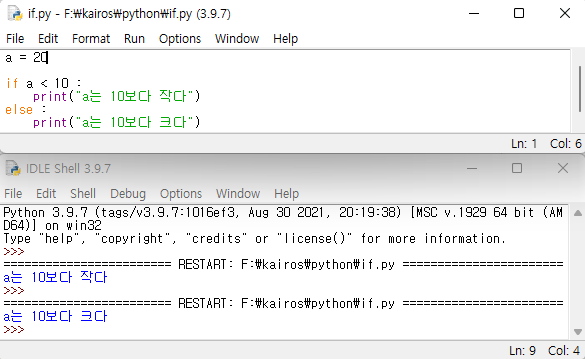 if.py - F:₩kairos₩python₩if.py (3.9.7)
File Edit Format Run Options Window Help
a = 20
if a < 10 :
    print("a는 10보다 작다")
else :
    print("a는 10보다 크다")
Ln: 1 Col: 6
IDLE Shell 3.9.7
File Edit Shell Debug Options Window Help
Python 3.9.7 (tags/v3.9.7:1016ef3, Aug 30 2021, 20:19:38) [MSC v.1929 64 bit (AM
D64)] on win32
Type "help", "copyright", "credits" or "license()" for more information.
>>>
======================== RESTART: F:₩kairos₩python₩if.py =======================
a는 10보다 작다
>>>
======================== RESTART: F:₩kairos₩python₩if.py =======================
a는 10보다 크다
>>>
Ln: 9 Col: 4